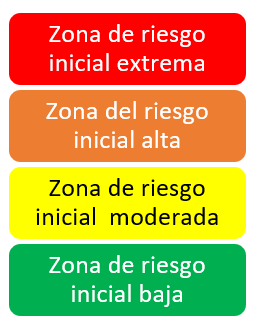 Zona de riesgo
inicial extrema
Zona del riesgo
inicial alta
Zona de riesgo
inicial  moderada
Zona de riesgo
inicial baja